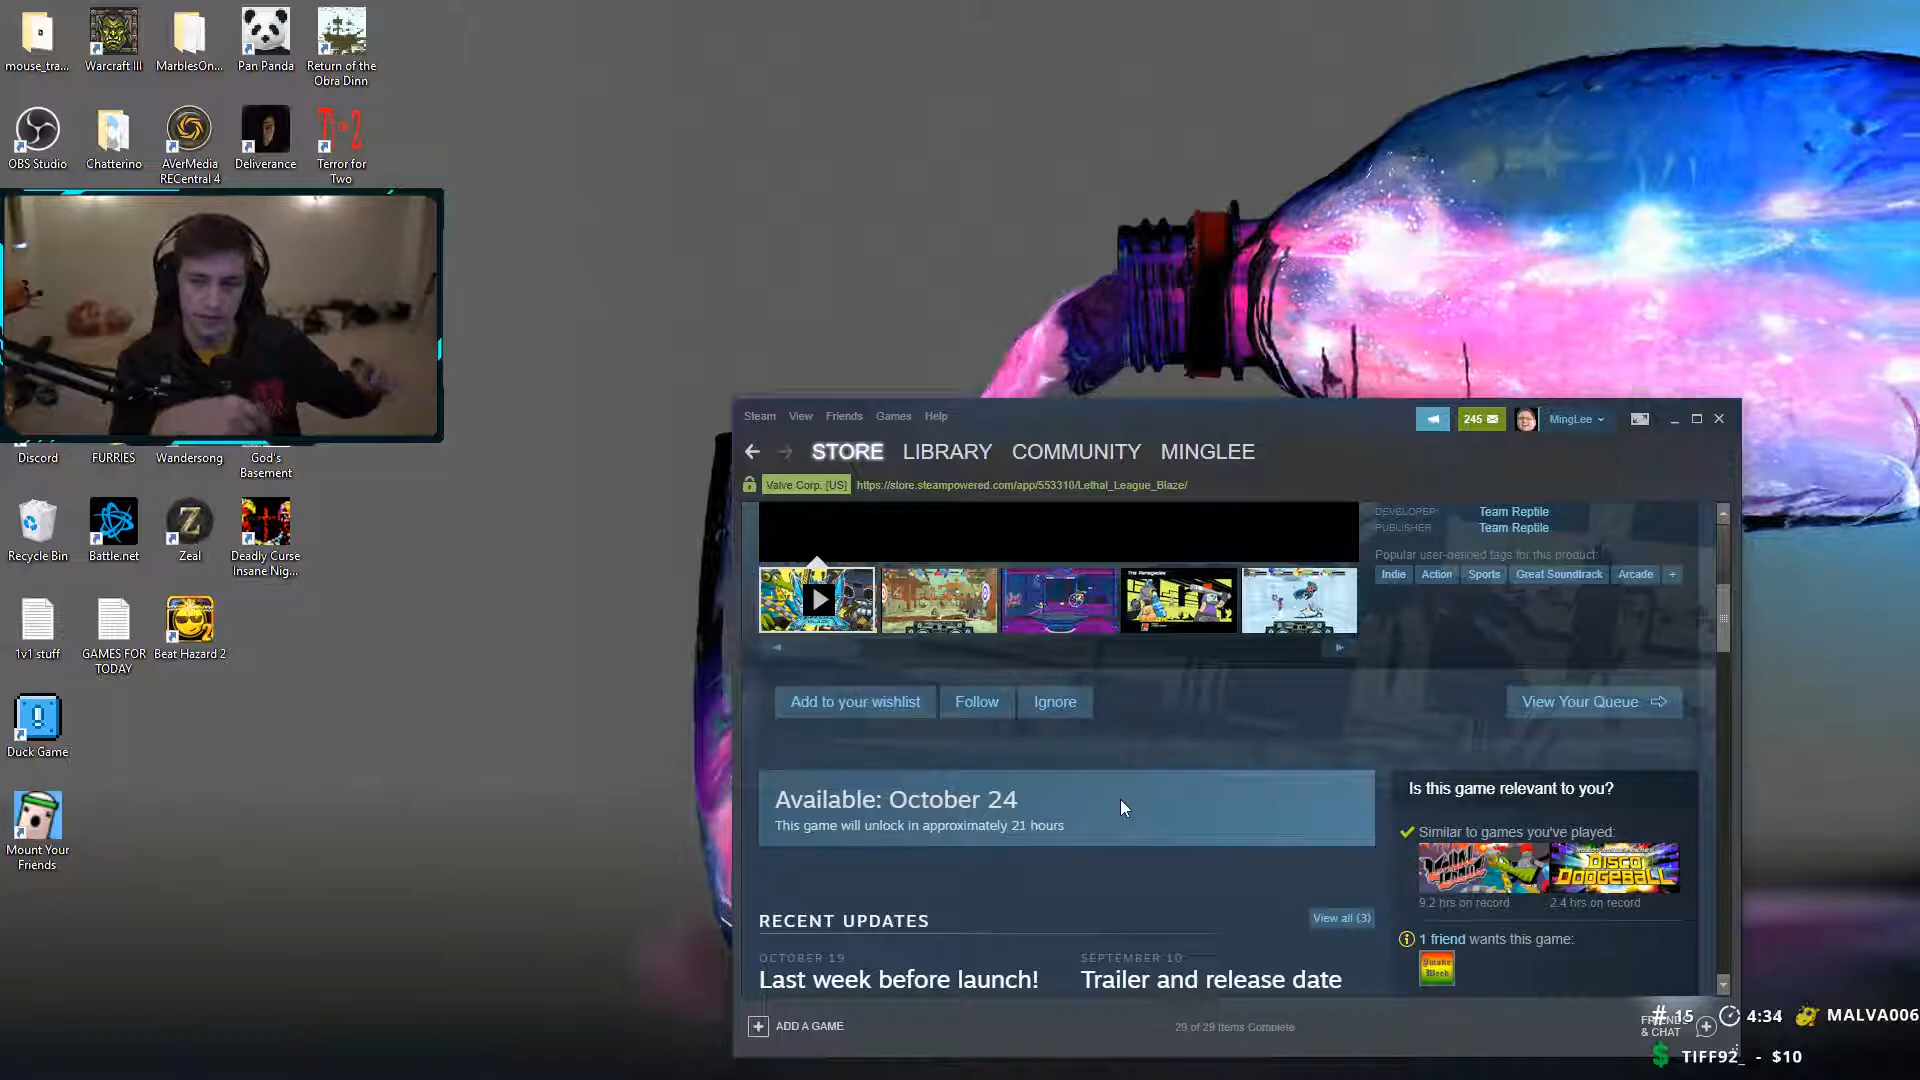 mouse_tra...
Warcraft III
MarblesOn...
Pan Panda
Return of the
Obra Dinn
OBS Studio
Chatterino
AVerMedia
RECentral 4
Deliverance
Terror for
Two
Discord
FURRIES
Wandersong
God's
Basement
Recycle Bin
Battle.net
Zeal
Deadly Curse
Insane Nig...
1v1 stuff
GAMES FOR
TODAY
Beat Hazard 2
Duck Game
Mount Your
Friends
Steam View Friends Games Help
245
MingLee
STORE LIBRARY COMMUNITY MINGLEE
Valve Corp. [US] https://store.steampowered.com/app/553310/Lethal_League_Blaze/
DEVELOPER: Team Reptile
PUBLISHER Team Reptile
Popular user-defined tags for this product:
Indie Action Sports Great Soundtrack Arcade +
Add to your wishlist Follow Ignore
View Your Queue
Available: October 24
This game will unlock in approximately 21 hours
Is this game relevant to you?
Similar to games you've played:
DISCO
DODGEBALL
9.2 hrs on record 2.4 hrs on record
1 friend wants this game:
RECENT UPDATES
View all (3)
OCTOBER 19
Last week before launch!
SEPTEMBER 10
Trailer and release date
ADD A GAME
29 of 29 Items Complete
FRIENDS
& CHAT
# 15 4:34 MALVA006
TIFF92_ - $10